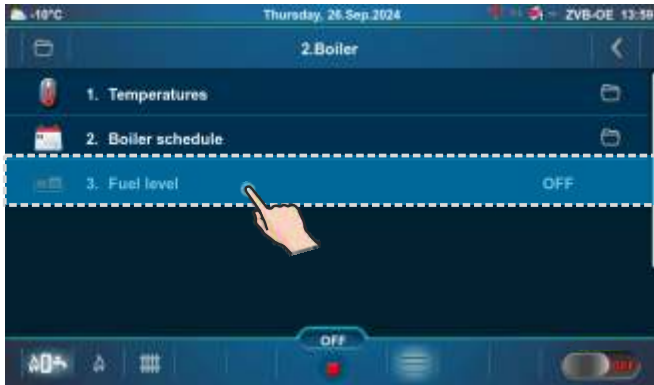 -10°C Thursday, 26.Sep.2024 ZVB-OE 13:59
2.Boiler
1. Temperatures
2. Boiler schedule
3. Fuel level OFF
OFF
OFF